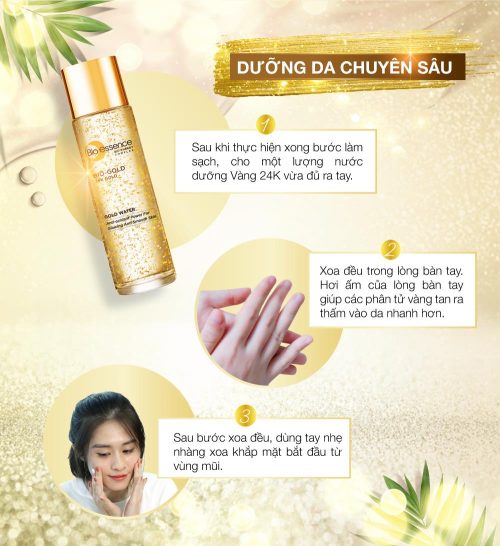 DƯỠNG DA CHUYÊN SÂU
1
Sau khi thực hiện xong bước làm
sạch, cho một lượng nước
dưỡng Vàng 24K vừa đủ ra tay.
Bio essence
BIO-GOLD
GOLD WATER
2
Xoa đều trong lòng bàn tay.
Hơi ấm của lòng bàn tay
giúp các phân tử vàng tan ra
thấm vào da nhanh hơn.
3
Sau bước xoa đều, dùng tay nhẹ
nhàng xoa khắp mặt bắt đầu từ
vùng mũi.